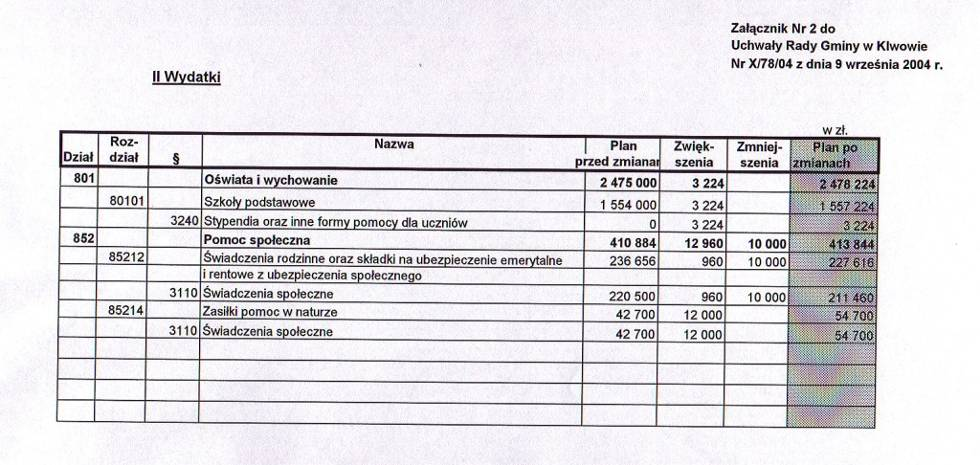 Załącznik Nr 2 do
Uchwały Rady Gminy w Klwowie
Nr X/78/04 z dnia 9 września 2004 r.
II Wydatki
w zł.
Dział Roz-dział § Nazwa Plan przed zmianar Zwięk-szenia Zmniej-szenia Plan po zmianach
801 Oświata i wychowanie 2 475 000 3 224 2 478 224
80101 Szkoły podstawowe 1 554 000 3 224 1 557 224
3240 Stypendia oraz inne formy pomocy dla uczniów 0 3 224 3 224
852 Pomoc społeczna 410 884 12 960 10 000 413 844
85212 Świadczenia rodzinne oraz składki na ubezpieczenie emerytalne 236 656 960 10 000 227 616
i rentowe z ubezpieczenia społecznego
3110 Świadczenia społeczne 220 500 960 10 000 211 460
85214 Zasiłki pomoc w naturze 42 700 12 000 54 700
3110 Świadczenia społeczne 42 700 12 000 54 700